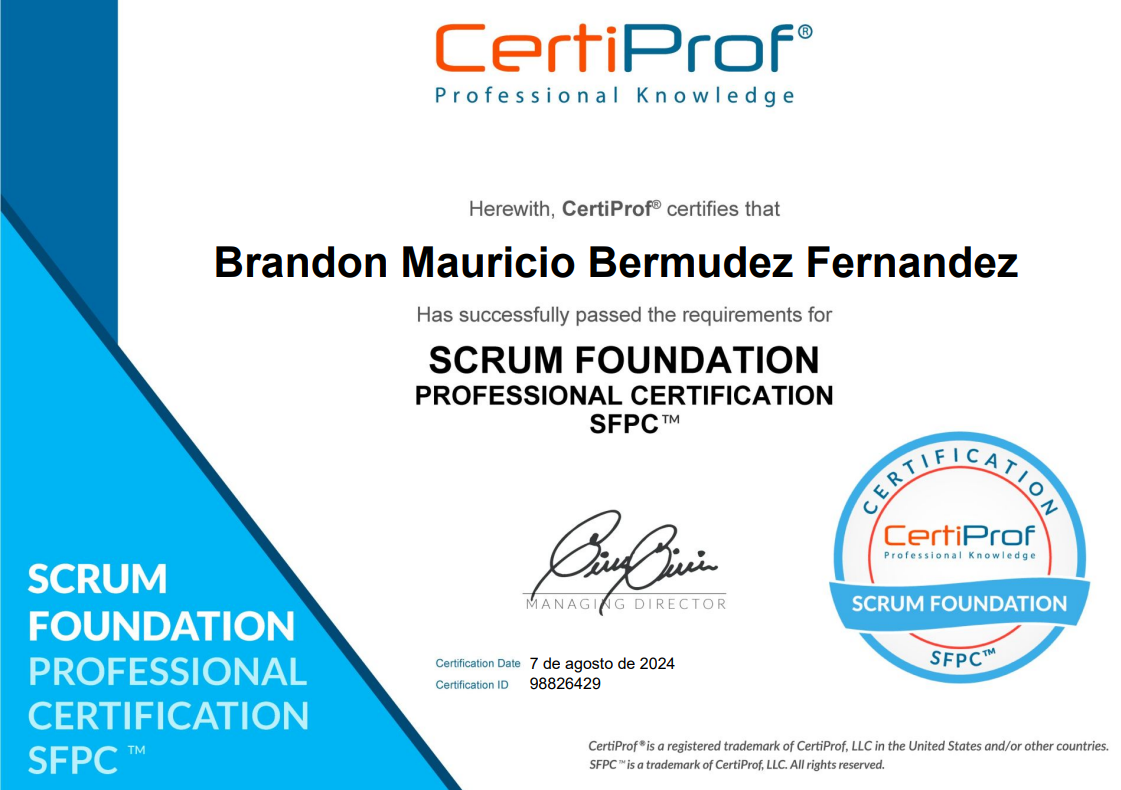 CertiProf®
Professional Knowledge
Herewith, CertiProf® certifies that
Brandon Mauricio Bermudez Fernandez
Has successfully passed the requirements for
SCRUM FOUNDATION
PROFESSIONAL CERTIFICATION
SFPC™
MANAGING DIRECTOR
Certification Date 7 de agosto de 2024
Certification ID 98826429
CERTIFICATION
CertiProf
Professional Knowledge
SCRUM FOUNDATION
SFPC™
SCRUM
FOUNDATION
PROFESSIONAL
CERTIFICATION
SFPC ™
CertiProf® is a registered trademark of CertiProf, LLC in the United States and/or other countries.
SFPC™ is a trademark of CertiProf, LLC. All rights reserved.